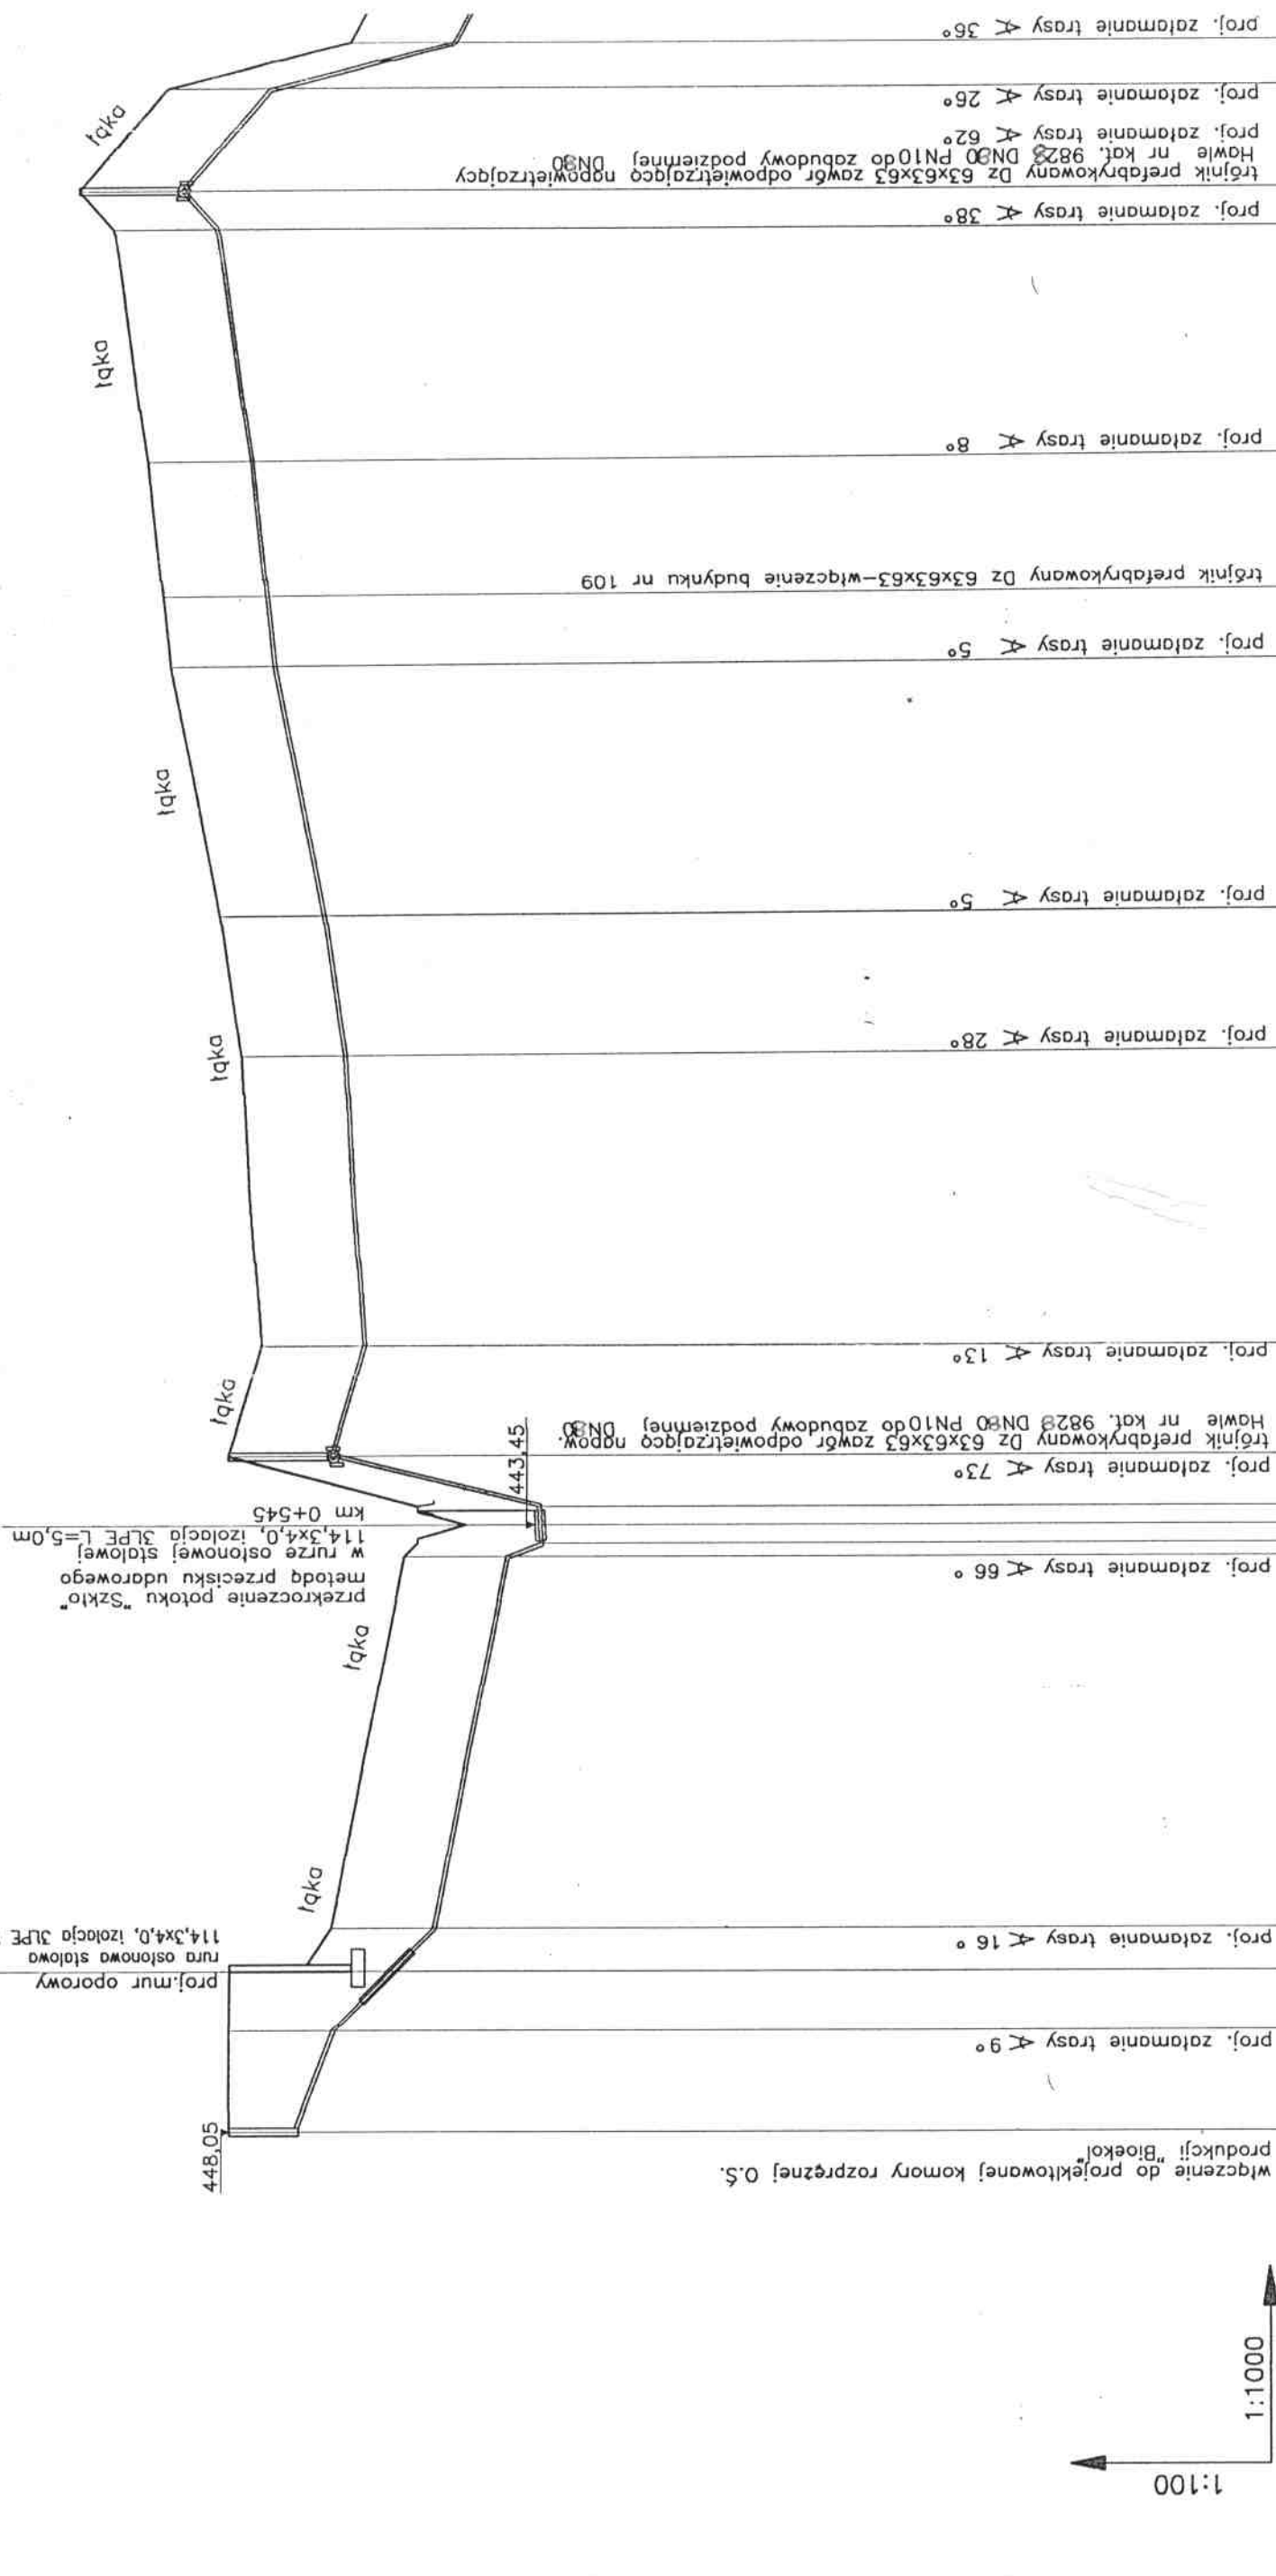 448,05
włączenie do projektowanej komory rozprężnej O.Ś.
produkcji "Bioekol"
proj. załamanie trasy ∢ 9°
proj. mur oporowy
rura osłonowa stalowa
114,3x4,0, izolacja 3LPE
proj. załamanie trasy ∢ 16°
łąka
łąka
proj. załamanie trasy ∢ 66°
przekroczenie potoku "Szkło"
metodą przecisku udarowego
w rurze osłonowej stalowej
114,3x4,0, izolacja 3LPE L=5,0m
km 0+545
443,45
proj. załamanie trasy ∢ 73°
trójnik prefabrykowany Dz 63x63x63 zawór odpowietrzającą napow.
Hawle nr kat. 9828 DN80 PN10do zabudowy podziemnej DN80
łąka
proj. załamanie trasy ∢ 13°
proj. załamanie trasy ∢ 28°
łąka
proj. załamanie trasy ∢ 5°
łąka
proj. załamanie trasy ∢ 5°
trójnik prefabrykowany Dz 63x63x63-włączenie budynku nr 109
proj. załamanie trasy ∢ 8°
łąka
proj. załamanie trasy ∢ 38°
trójnik prefabrykowany Dz 63x63x63 zawór odpowietrzającą napowietrzający
Hawle nr kat. 9828 DN80 PN10do zabudowy podziemnej DN80
proj. załamanie trasy ∢ 62°
łąka
proj. załamanie trasy ∢ 26°
proj. załamanie trasy ∢ 36°
1:100
1:1000